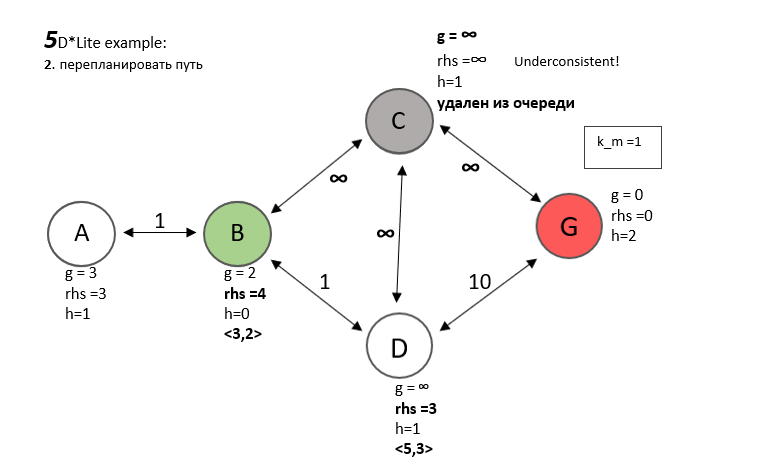 5D*Lite example:
2. перепланировать путь
g = ∞
rhs =∞ Underconsistent!
h=1
удален из очереди
C
k_m =1
∞
∞
g = 0
rhs =0
h=2
G
A
1
B
∞
g = 3
rhs =3
h=1
g = 2
rhs =4
h=0
<3,2>
1
10
D
g = ∞
rhs =3
h=1
<5,3>